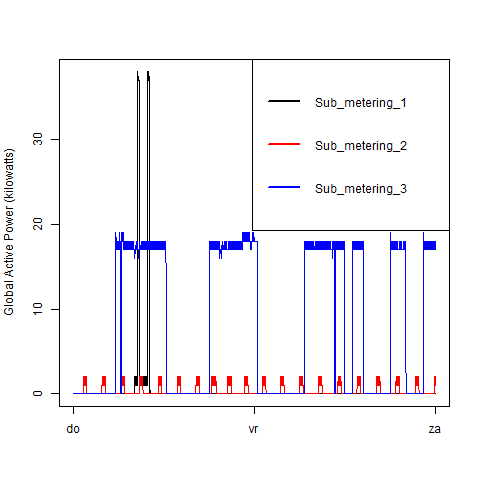 Sub_metering_1
Sub_metering_2
Sub_metering_3
Global Active Power (kilowatts)
30
20
10
0
do vr za